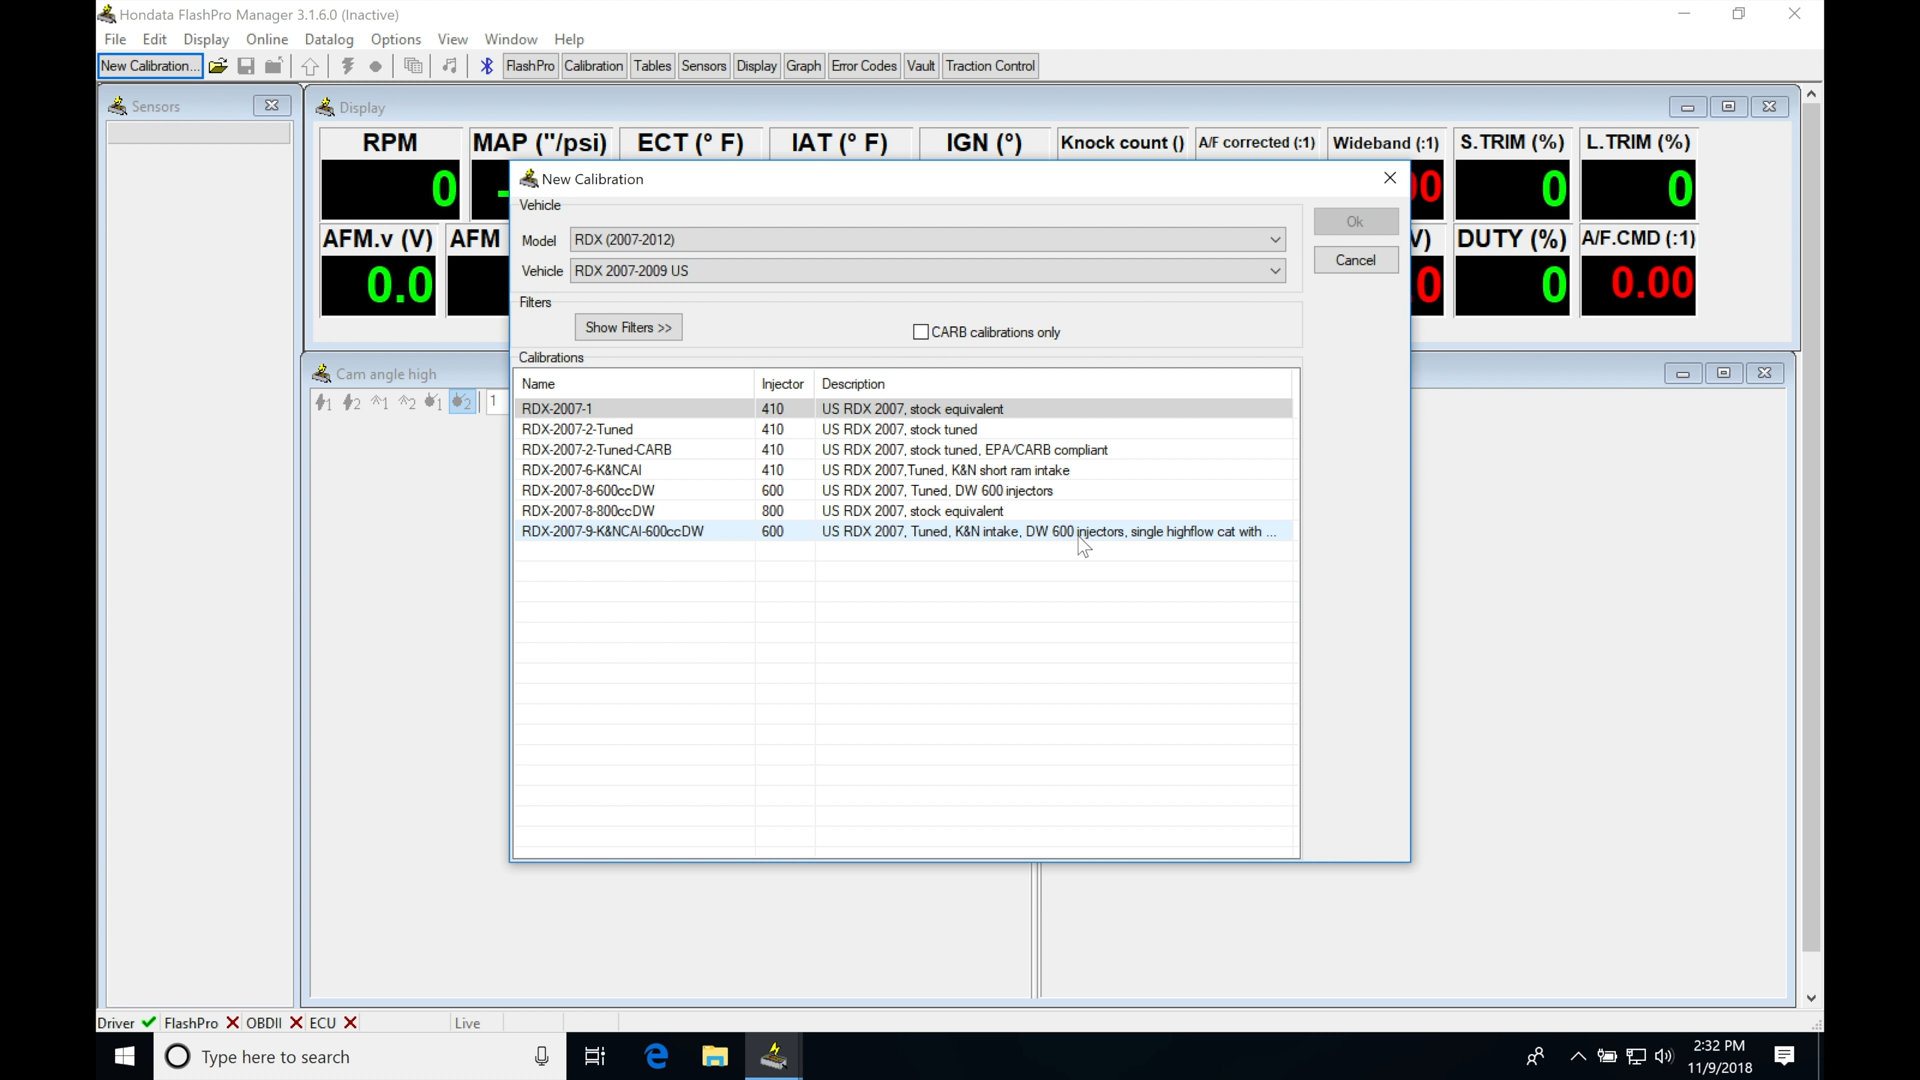 Hondata FlashPro Manager 3.1.6.0 (Inactive)
File Edit Display Online Datalog Options View Window Help
New Calibration... FlashPro Calibration Tables Sensors Display Graph Error Codes Vault Traction Control
Sensors
Display
RPM MAP ("/psi) ECT (° F) IAT (° F) IGN (°) Knock count () A/F corrected (:1) Wideband (:1) S.TRIM (%) L.TRIM (%)
0 0 0
AFM.v (V) AFM DUTY (%) A/F.CMD (:1)
0.0 0 0 0.00
New Calibration
Vehicle
Model RDX (2007-2012)
Vehicle RDX 2007-2009 US
Ok
Cancel
Filters
Show Filters >> CARB calibrations only
Calibrations
Name Injector Description
RDX-2007-1 410 US RDX 2007, stock equivalent
RDX-2007-2-Tuned 410 US RDX 2007, stock tuned
RDX-2007-2-Tuned-CARB 410 US RDX 2007, stock tuned, EPA/CARB compliant
RDX-2007-6-K&NCAI 410 US RDX 2007,Tuned, K&N short ram intake
RDX-2007-8-600ccDW 600 US RDX 2007, Tuned, DW 600 injectors
RDX-2007-8-800ccDW 800 US RDX 2007, stock equivalent
RDX-2007-9-K&NCAI-600ccDW 600 US RDX 2007, Tuned, K&N intake, DW 600 injectors, single highflow cat with ...
Cam angle high
1 2 1 2 1 2 1
Driver FlashPro OBDII ECU Live
Type here to search
2:32 PM
11/9/2018